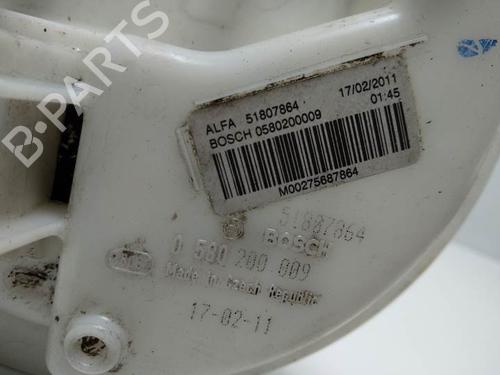 B-PARTS
ALFA 51807864 17/02/2011
BOSCH 0580200009 01:45
M00275687864
51807864
BOSCH
0 580 200 009
Made in Czech Republic
17-02-11